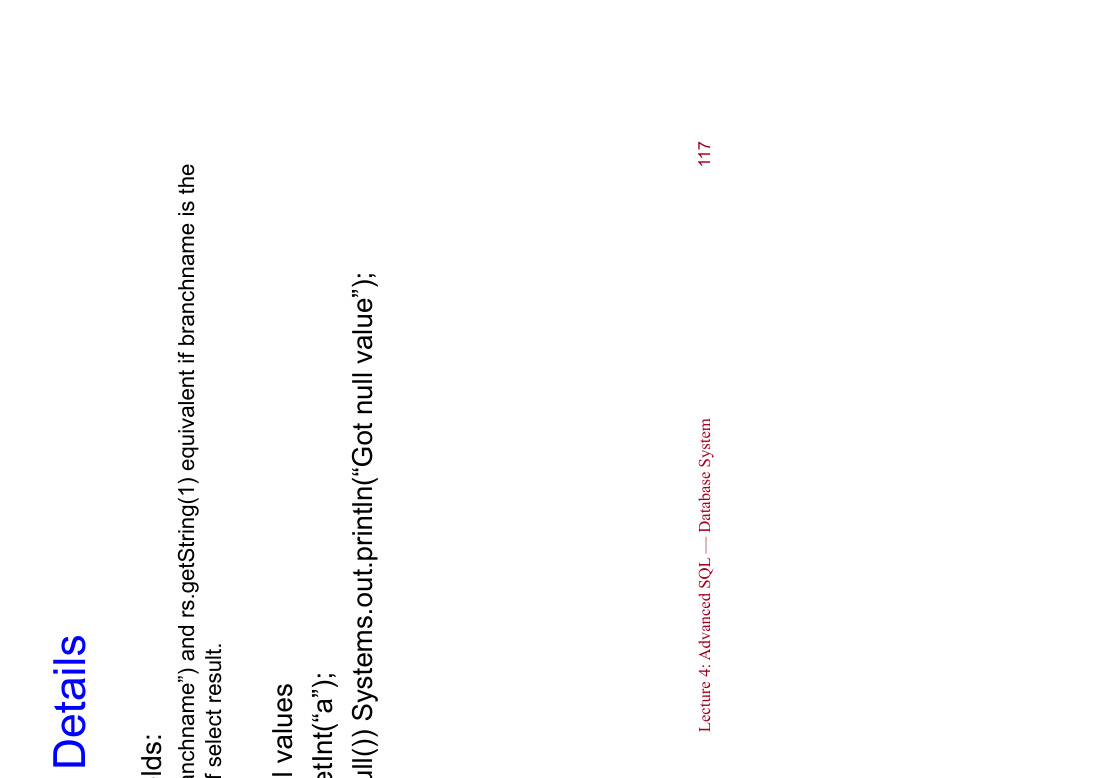 Details
lds:
anchname”) and rs.getString(1) equivalent if branchname is the
f select result.
l values
etInt(“a”);
ull()) Systems.out.println(“Got null value”);
Lecture 4: Advanced SQL — Database System 117